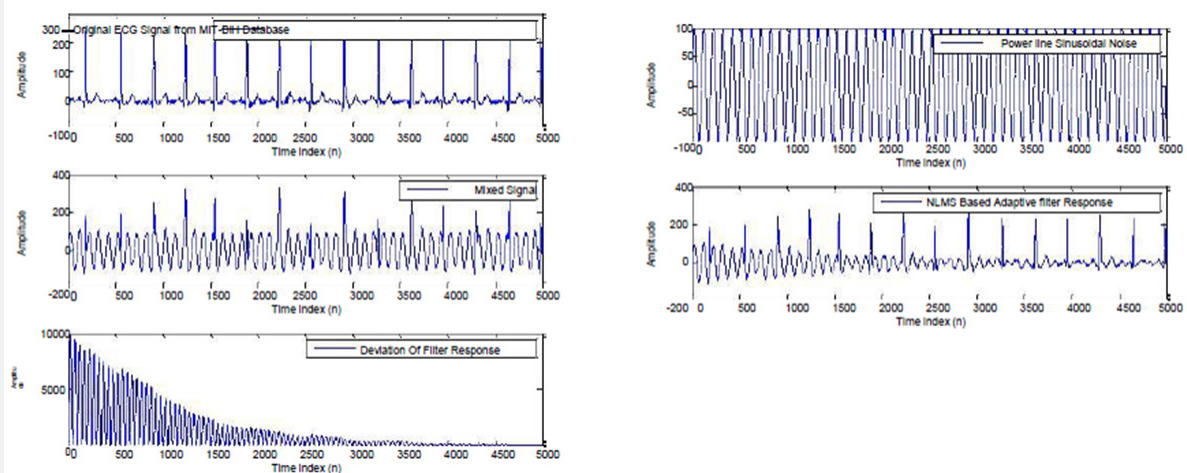 300 Original ECG Signal from MIT-BIH Database
200
100
0
-100
Amplitude
0 500 1000 1500 2000 2500 3000 3500 4000 4500 5000
Time Index (n)
100
50
0
-50
-100
Amplitude
Power line Sinusoidal Noise
0 500 1000 1500 2000 2500 3000 3500 4000 4500 5000
Time Index (n)
400
200
0
-200
Amplitude
Mixed Signal
0 500 1000 1500 2000 2500 3000 3500 4000 4500 5000
Time Index (n)
400
200
0
-200
Amplitude
NLMS Based Adaptive filter Response
0 500 1000 1500 2000 2500 3000 3500 4000 4500 5000
Time Index (n)
10000
5000
0
Amplitu
de
Deviation Of Filter Response
0 500 1000 1500 2000 2500 3000 3500 4000 4500 5000
Time Index (n)